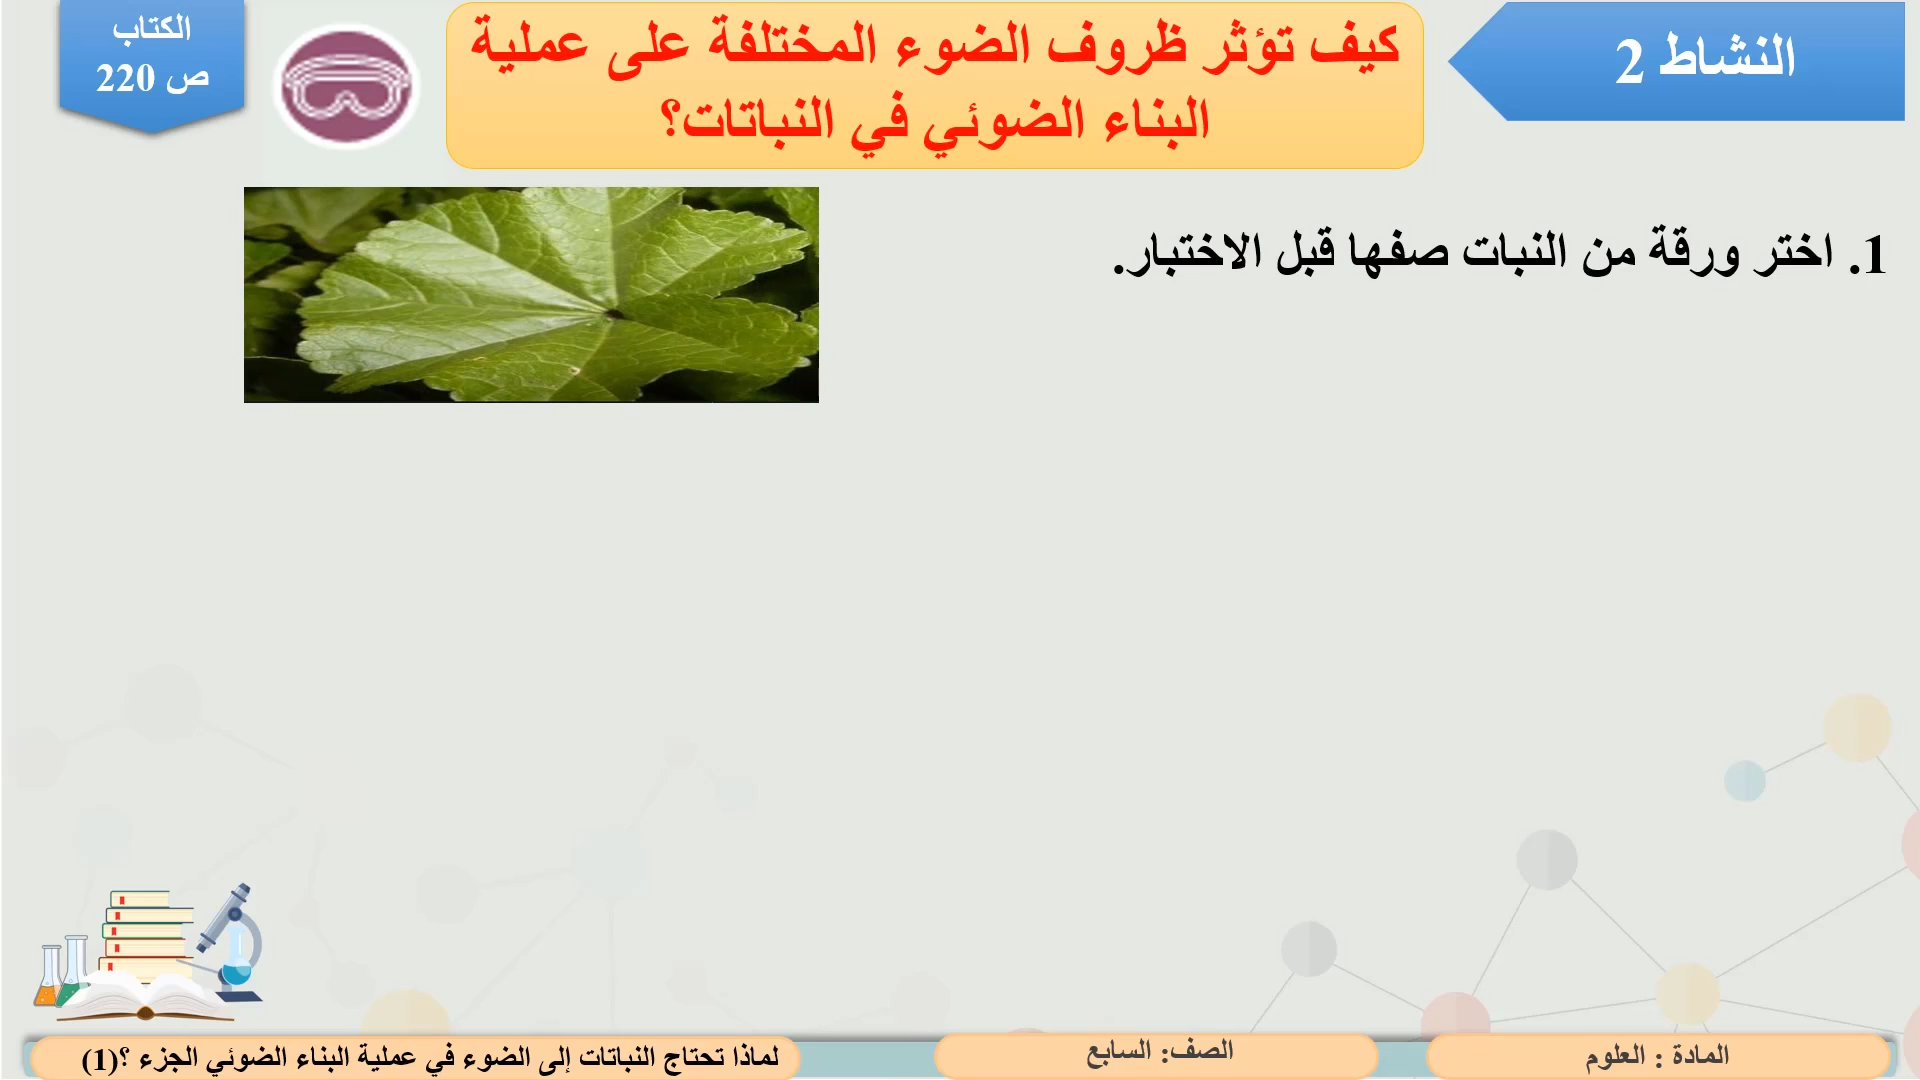 النشاط 2
كيف تؤثر ظروف الضوء المختلفة على عملية
البناء الضوئي في النباتات؟
الكتاب
ص 220
1. اختر ورقة من النبات صفها قبل الاختبار.
المادة : العلوم
الصف: السابع
لماذا تحتاج النباتات إلى الضوء في عملية البناء الضوئي الجزء ؟(1)